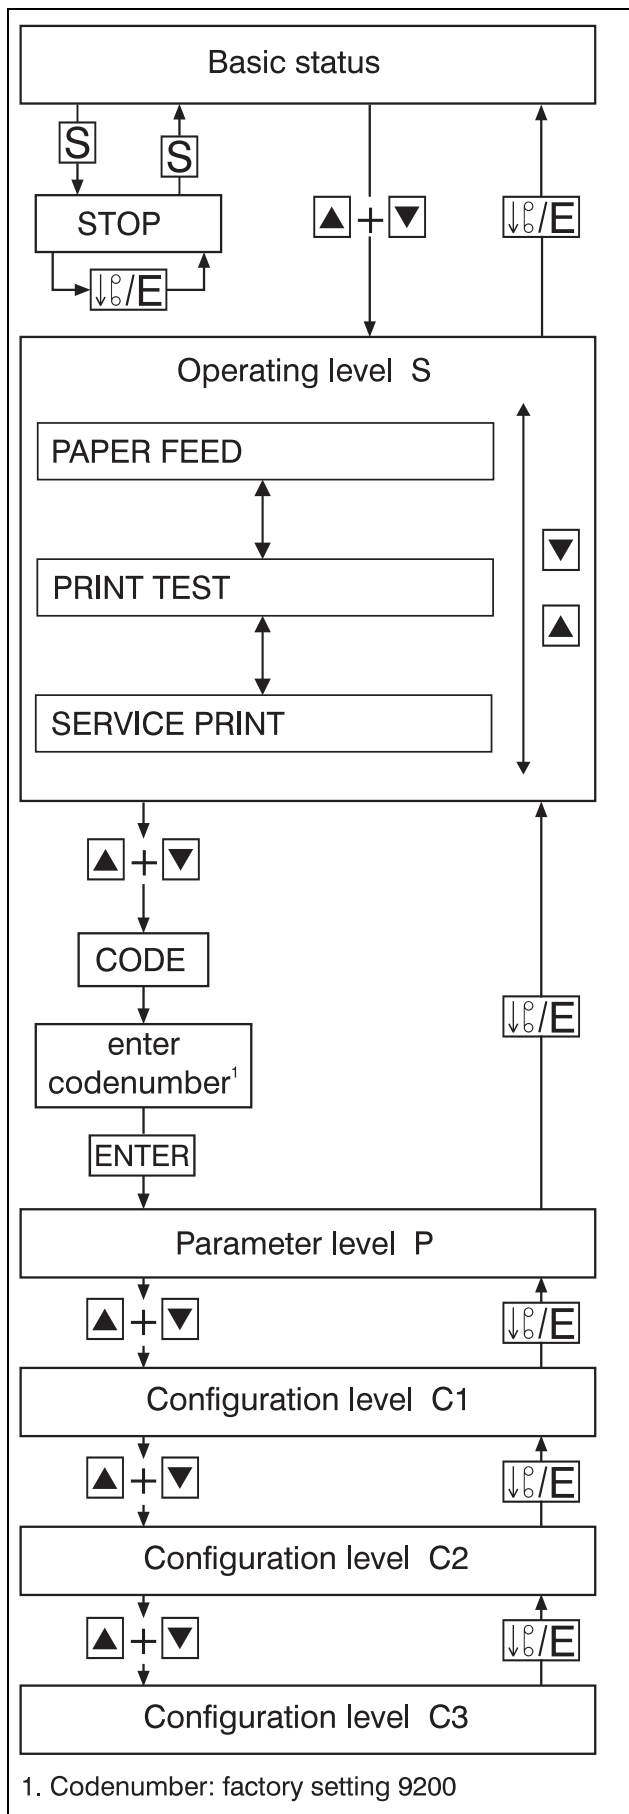 Basic status
S
S
STOP
/E
▲ + ▼
/E
Operating level S
PAPER FEED
PRINT TEST
SERVICE PRINT
▼
▲
▲ + ▼
CODE
enter
codenumber¹
ENTER
/E
Parameter level P
▲ + ▼
/E
Configuration level C1
▲ + ▼
/E
Configuration level C2
▲ + ▼
/E
Configuration level C3
1. Codenumber: factory setting 9200